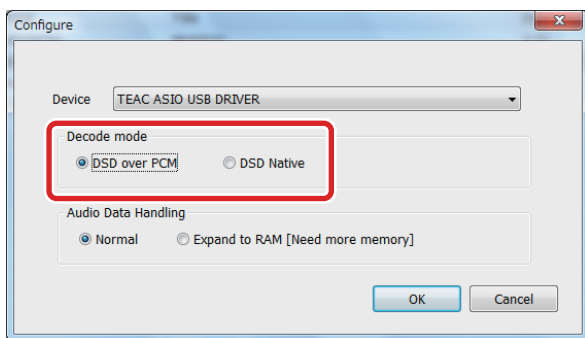 Configure
Device TEAC ASIO USB DRIVER
Decode mode
DSD over PCM DSD Native
Audio Data Handling
Normal Expand to RAM [Need more memory]
OK Cancel